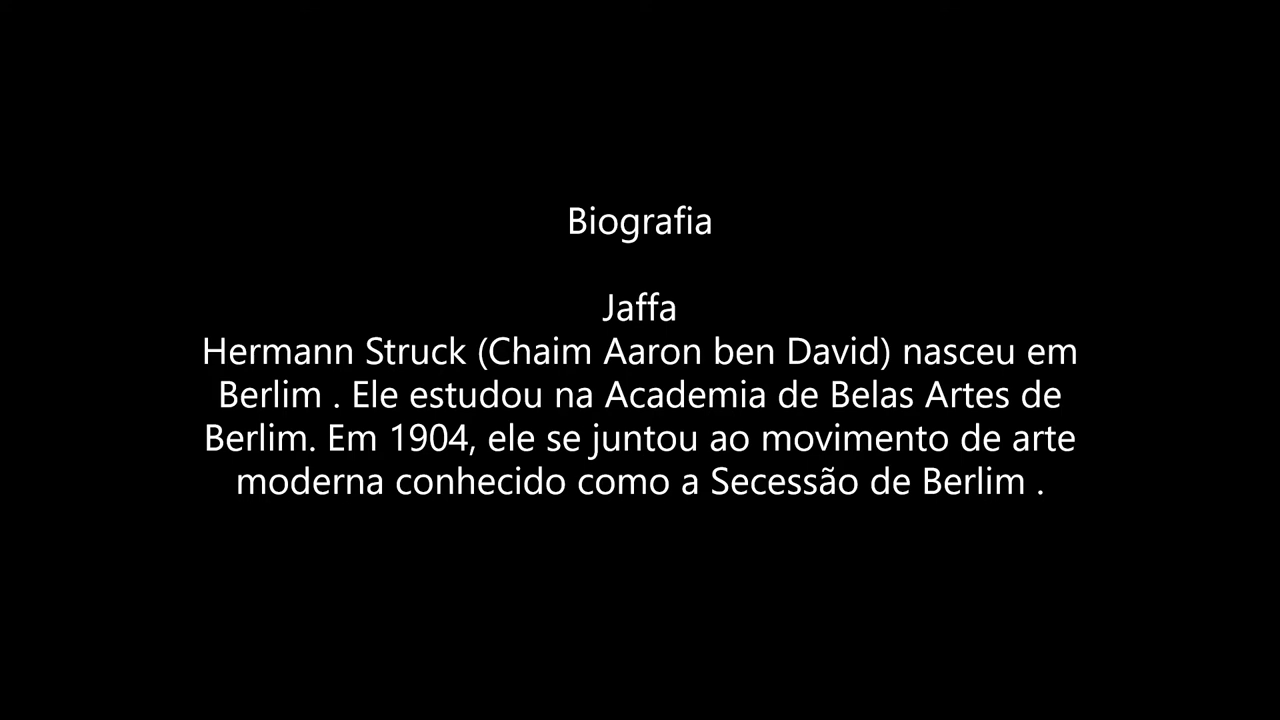 Biografia
Jaffa
Hermann Struck (Chaim Aaron ben David) nasceu em
Berlim . Ele estudou na Academia de Belas Artes de
Berlim. Em 1904, ele se juntou ao movimento de arte
moderna conhecido como a Secessão de Berlim .